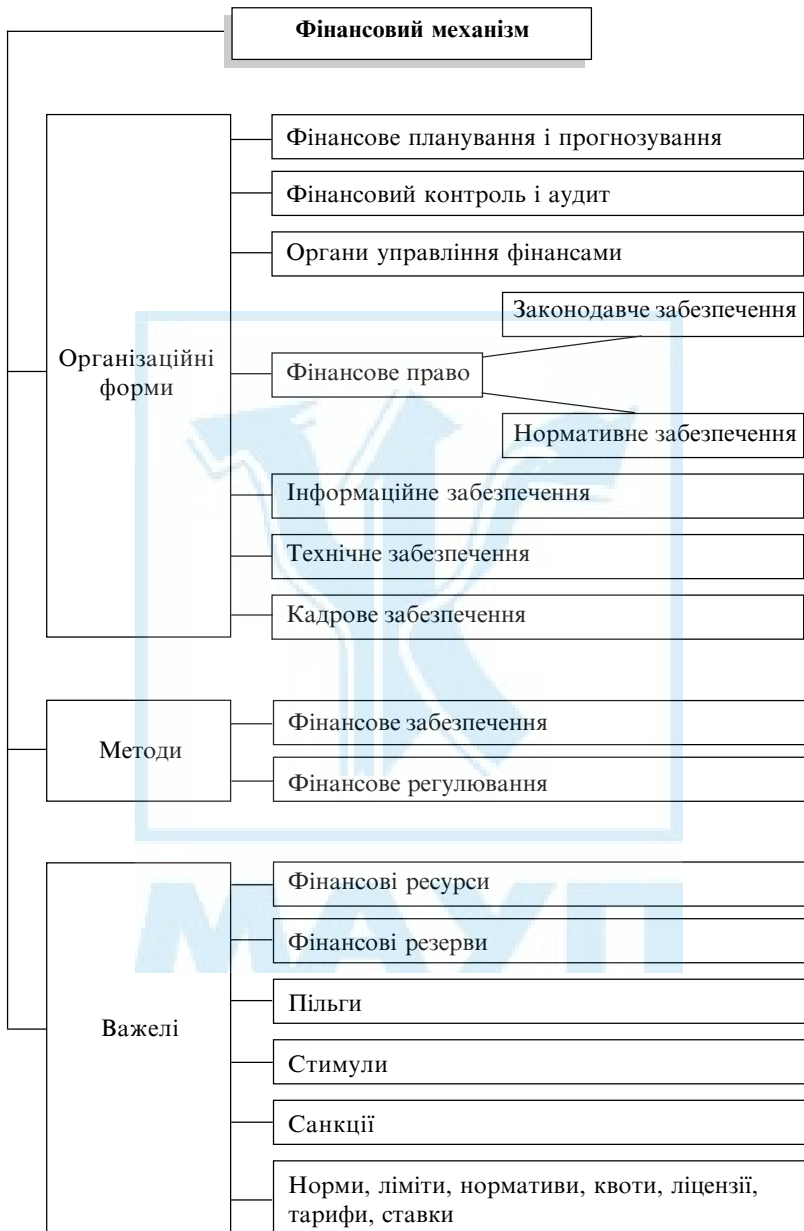 Фінансовий механізм
Організаційні
форми
Фінансове планування і прогнозування
Фінансовий контроль і аудит
Органи управління фінансами
Фінансове право
Законодавче забезпечення
Нормативне забезпечення
Інформаційне забезпечення
Технічне забезпечення
Кадрове забезпечення
Методи
Фінансове забезпечення
Фінансове регулювання
Важелі
Фінансові ресурси
Фінансові резерви
Пільги
Стимули
Санкції
Норми, ліміти, нормативи, квоти, ліцензії,
тарифи, ставки
МАУП